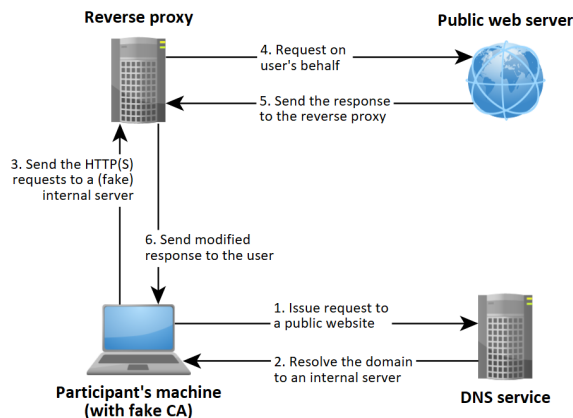 Reverse proxy
Public web server
4. Request on
user's behalf
5. Send the response
to the reverse proxy
3. Send the HTTP(S)
requests to a (fake)
internal server
6. Send modified
response to the user
1. Issue request to
a public website
2. Resolve the domain
to an internal server
Participant's machine
(with fake CA)
DNS service